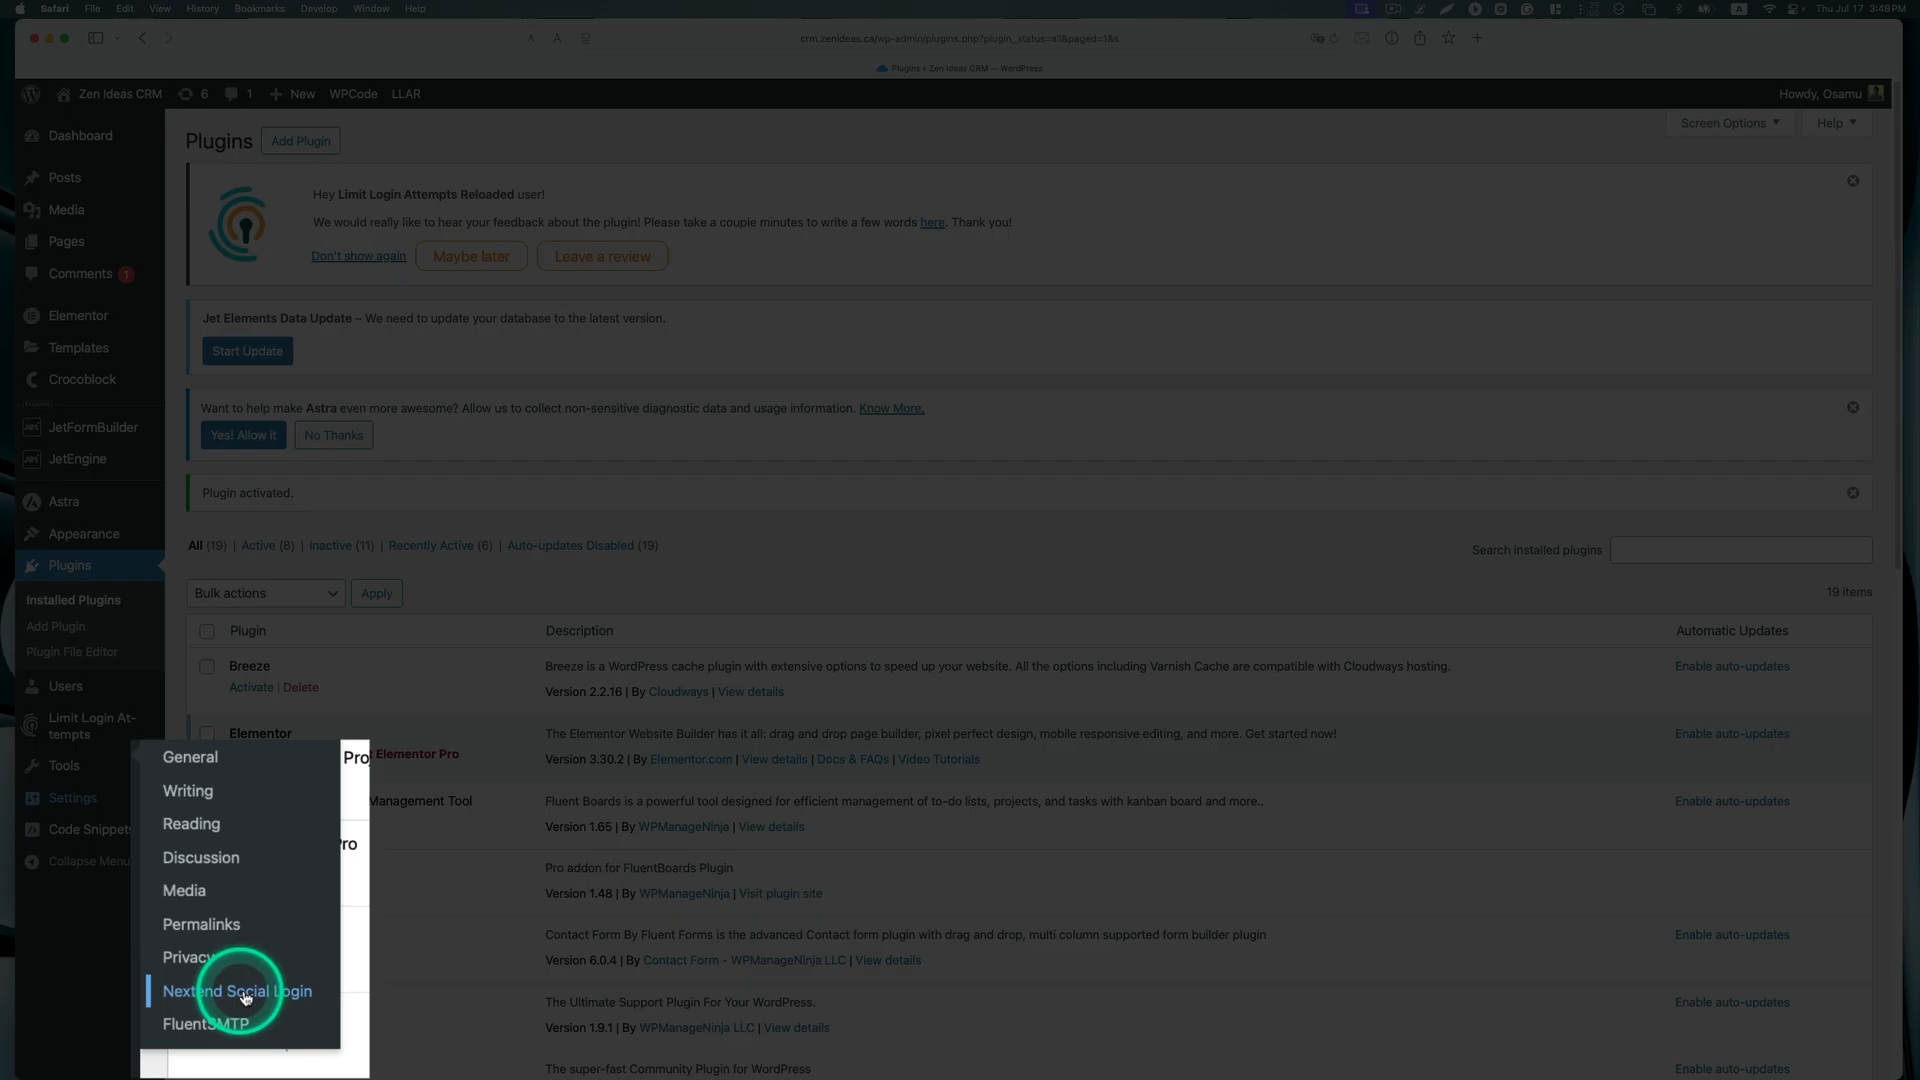 Safari File Edit View History Bookmarks Develop Window Help
Thu Jul 17 3:48PM
A A
crm.zenideas.ca/wp-admin/plugins.php?plugin_status=all&paged=1&s
Plugins ‹ Zen Ideas CRM — WordPress
Zen Ideas CRM 6 1 New WPCode LLAR
Howdy, Osamu
Dashboard
Posts
Media
Pages
Comments 1
Elementor
Templates
Crocoblock
JetFormBuilder
JetEngine
Astra
Appearance
Plugins
Installed Plugins
Add Plugin
Plugin File Editor
Users
Limit Login At-
tempts
Tools
Settings
Code Snippets
Collapse Menu
General
Writing
Reading
Discussion
Media
Permalinks
Privacy
Nextend Social Login
FluentSMTP
Plugins Add Plugin
Screen Options Help
Hey Limit Login Attempts Reloaded user!
We would really like to hear your feedback about the plugin! Please take a couple minutes to write a few words here. Thank you!
Don't show again Maybe later Leave a review
Jet Elements Data Update – We need to update your database to the latest version.
Start Update
Want to help make Astra even more awesome? Allow us to collect non-sensitive diagnostic data and usage information. Know More.
Yes! Allow it No Thanks
Plugin activated.
All (19) | Active (8) | Inactive (11) | Recently Active (6) | Auto-updates Disabled (19)
Search installed plugins
Bulk actions Apply
19 items
Plugin Description Automatic Updates
Breeze Breeze is a WordPress cache plugin with extensive options to speed up your website. All the options including Varnish Cache are compatible with Cloudways hosting. Enable auto-updates
Activate | Delete Version 2.2.16 | By Cloudways | View details
Elementor The Elementor Website Builder has it all: drag and drop page builder, pixel perfect design, mobile responsive editing, and more. Get started now! Enable auto-updates
t Elementor Pro Version 3.30.2 | By Elementor.com | View details | Docs & FAQs | Video Tutorials
Management Tool Fluent Boards is a powerful tool designed for efficient management of to-do lists, projects, and tasks with kanban board and more.. Enable auto-updates
Version 1.65 | By WPManageNinja | View details
Pro
Pro addon for FluentBoards Plugin
Version 1.48 | By WPManageNinja | Visit plugin site
Contact Form By Fluent Forms is the advanced Contact form plugin with drag and drop, multi column supported form builder plugin Enable auto-updates
Version 6.0.4 | By Contact Form - WPManageNinja LLC | View details
The Ultimate Support Plugin For Your WordPress. Enable auto-updates
Version 1.9.1 | By WPManageNinja LLC | View details
The super-fast Community Plugin for WordPress Enable auto-updates